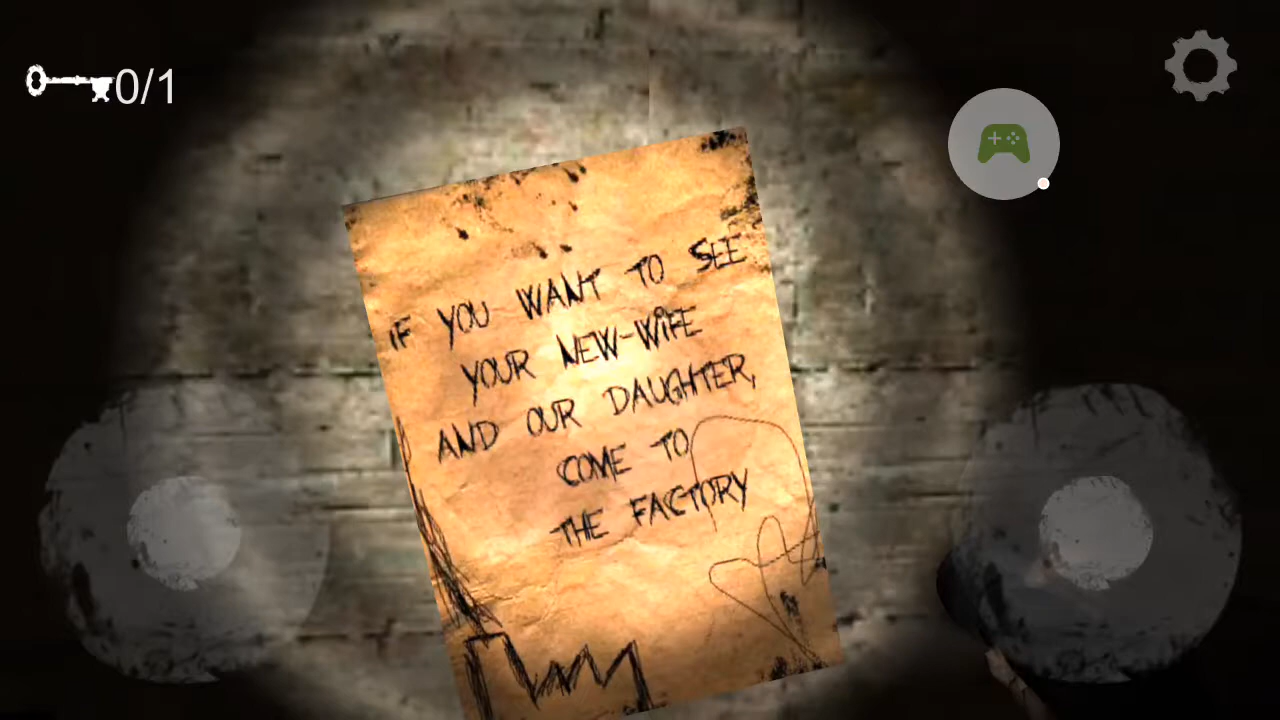 0/1
IF YOU WANT TO SEE
YOUR NEW-WIFE
AND OUR DAUGHTER,
COME TO
THE FACTORY